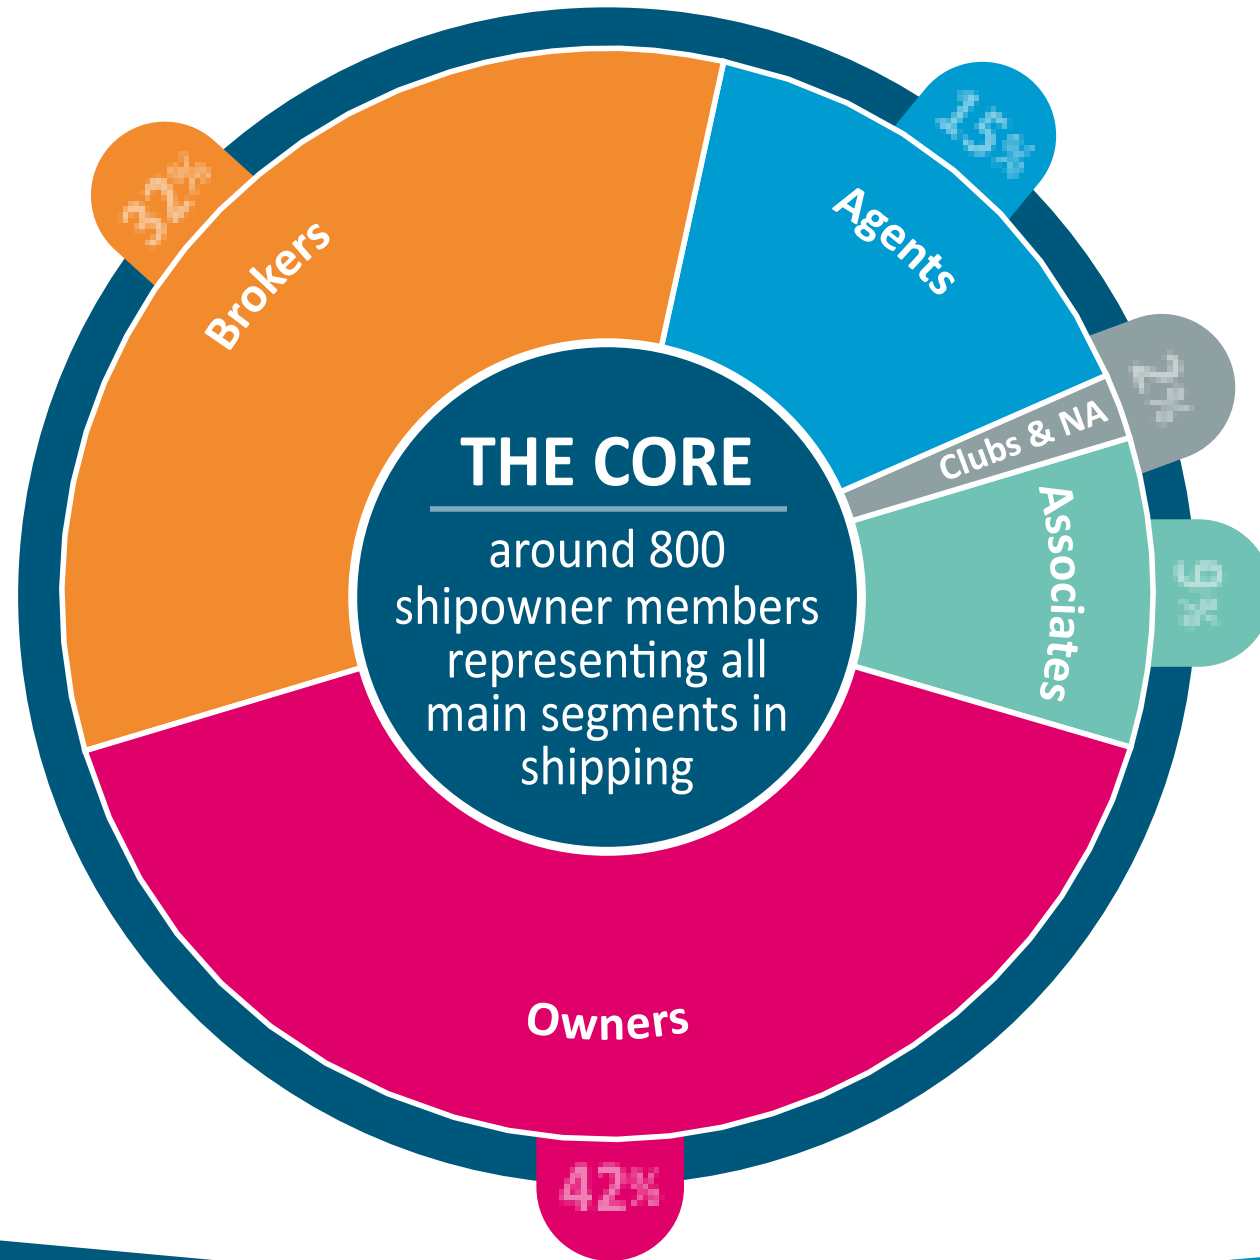 32%
Brokers
15%
Agents
2%
Clubs & NA
9%
Associates
THE CORE
around 800
shipowner members
representing all
main segments in
shipping
Owners
42%